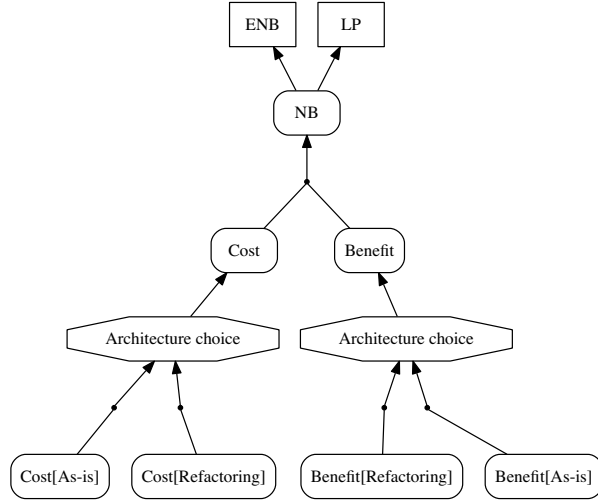 ENB
LP
NB
Cost
Benefit
Architecture choice
Architecture choice
Cost[As-is]
Cost[Refactoring]
Benefit[Refactoring]
Benefit[As-is]